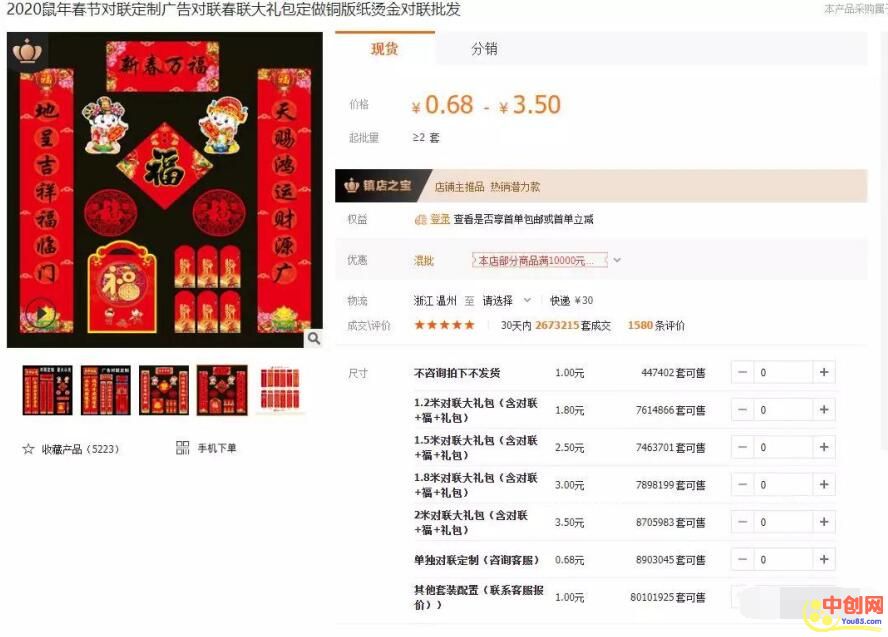 2020鼠年春节对联定制广告对联春联大礼包定做铜版纸烫金对联批发
本产品采购属于
新春万福
地呈吉祥福临门
天赐鸿运财源广
福
福
现货
分销
价格
¥0.68 - ¥3.50
起批量
≥2 套
镇店之宝
店铺主推品 热销潜力款
权益
登录 查看是否享首单包邮或首单立减
优惠
混批
本店部分商品满10000元...
物流
浙江 温州 至 请选择
快递 ¥30
成交\评价
30天内 2673215套成交
1580 条评价
尺寸
不咨询拍下不发货 1.00元 447402套可售 − 0 +
1.2米对联大礼包（含对联
+福+礼包） 1.80元 7614866套可售 − 0 +
1.5米对联大礼包（含对联
+福+礼包） 2.50元 7463701套可售 − 0 +
1.8米对联大礼包（含对联
+福+礼包） 3.00元 7898199套可售 − 0 +
2米对联大礼包（含对联
+福+礼包） 3.50元 8705983套可售 − 0 +
单独对联定制（咨询客服） 0.68元 8903045套可售 − 0 +
其他套装配置（联系客服报
价）） 1.00元 80101925套可售
收藏产品（5223）
手机下单
中创网
You85.com